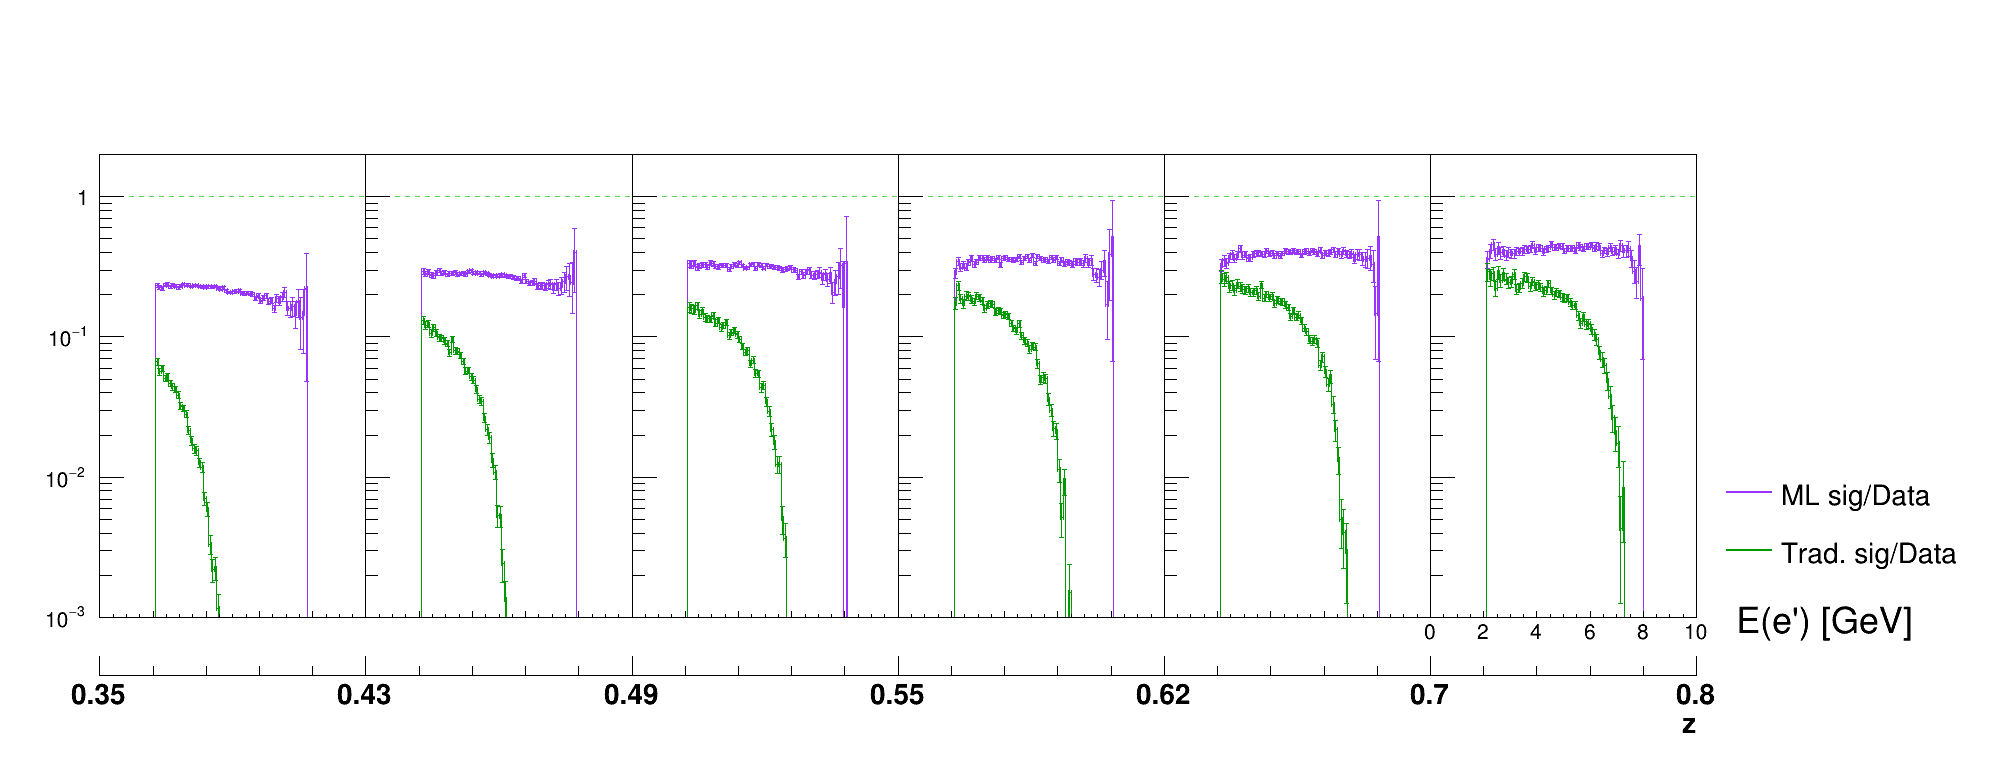 1
10⁻¹
10⁻²
10⁻³
ML sig/Data
Trad. sig/Data
E(e') [GeV]
0 2 4 6 8 10
0.35 0.43 0.49 0.55 0.62 0.7 0.8
z